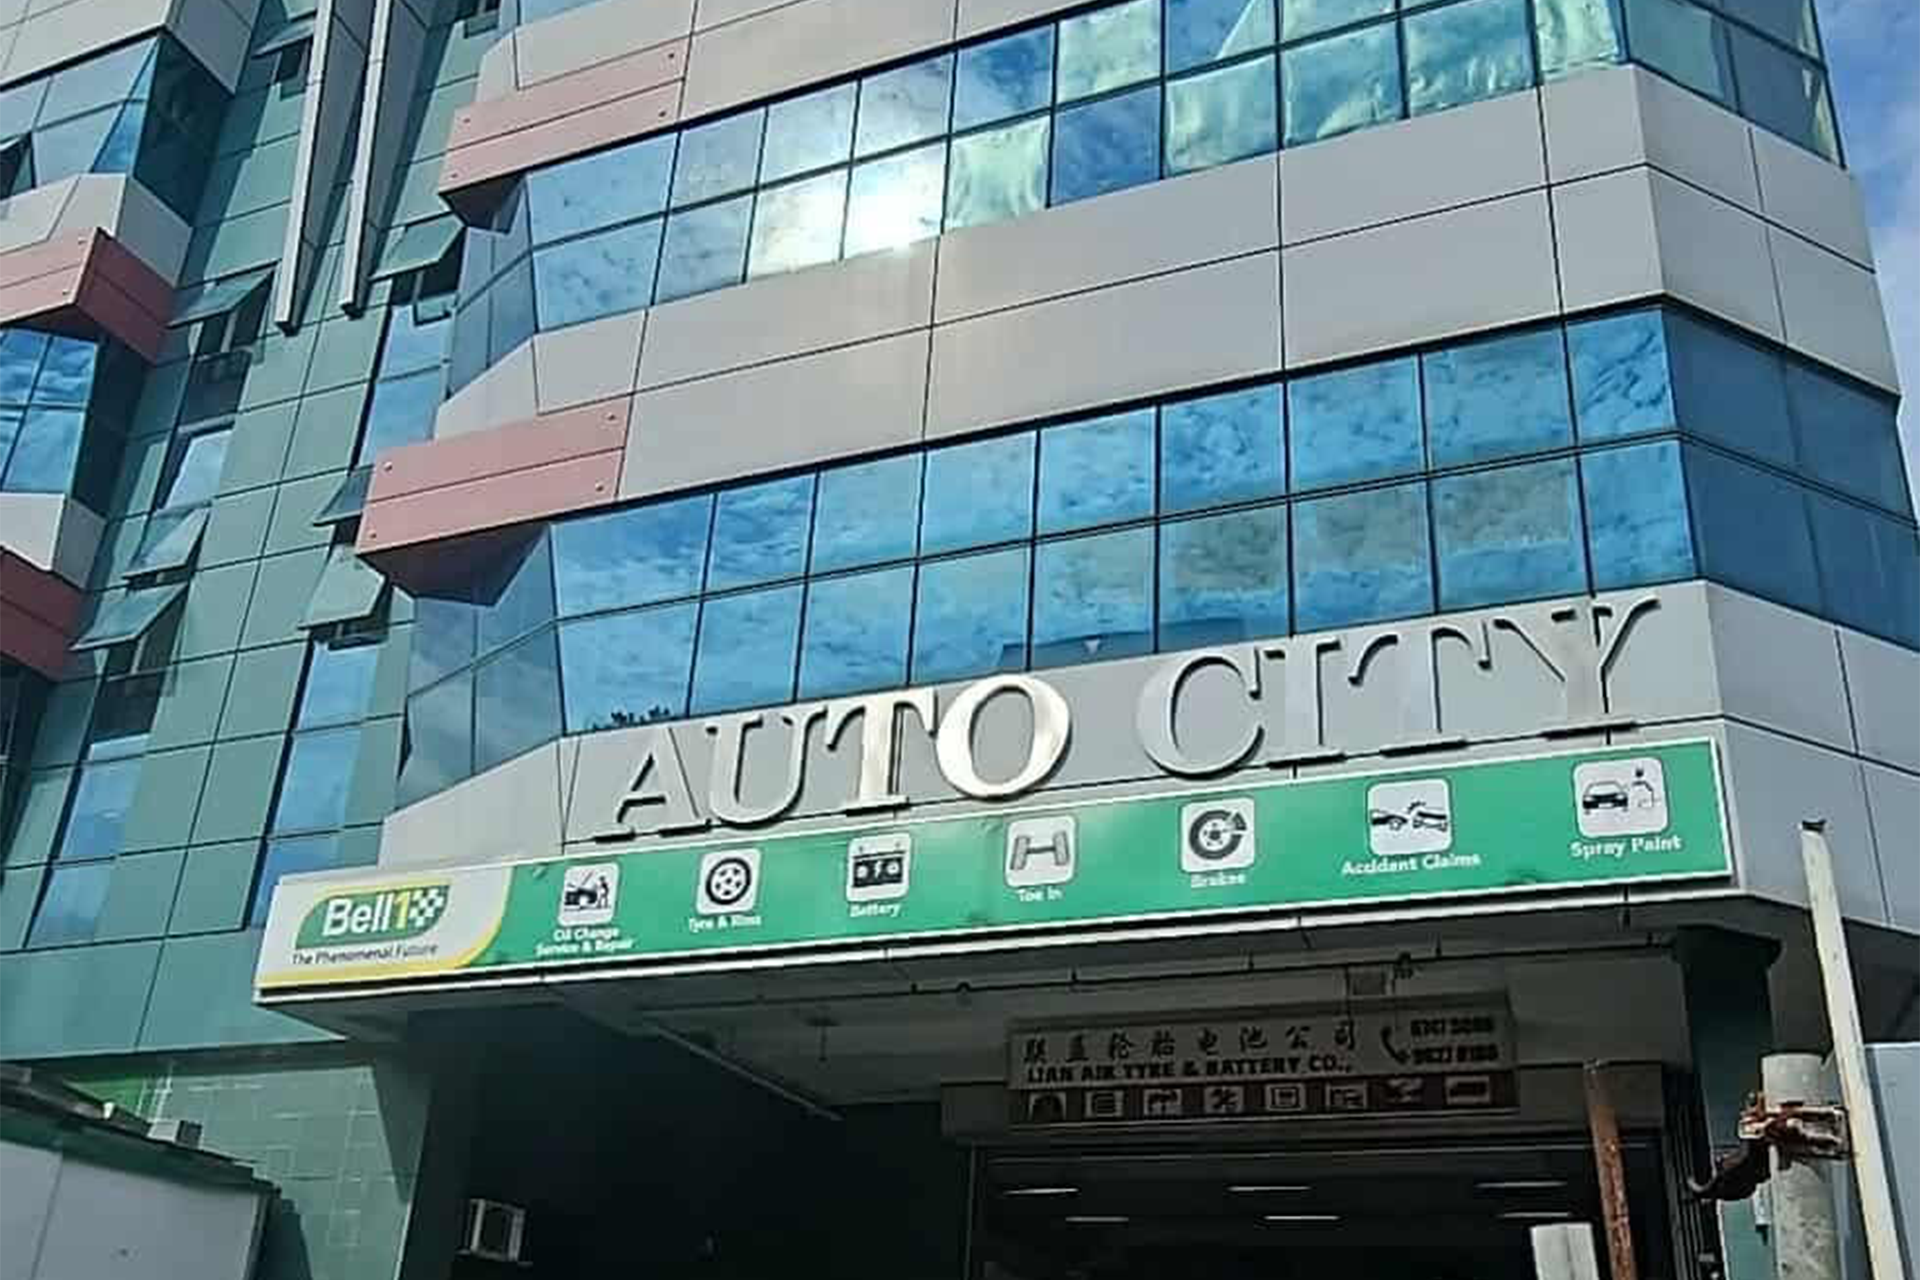 AUTO CITY
Bell1
The Phenomenal Future
Oil Change
Service & Repair
Tyre & Rims
Battery
Toe In
Brakes
Accident Claims
Spray Paint
联益轮胎电池公司
LIAN AIK TYRE & BATTERY CO.,